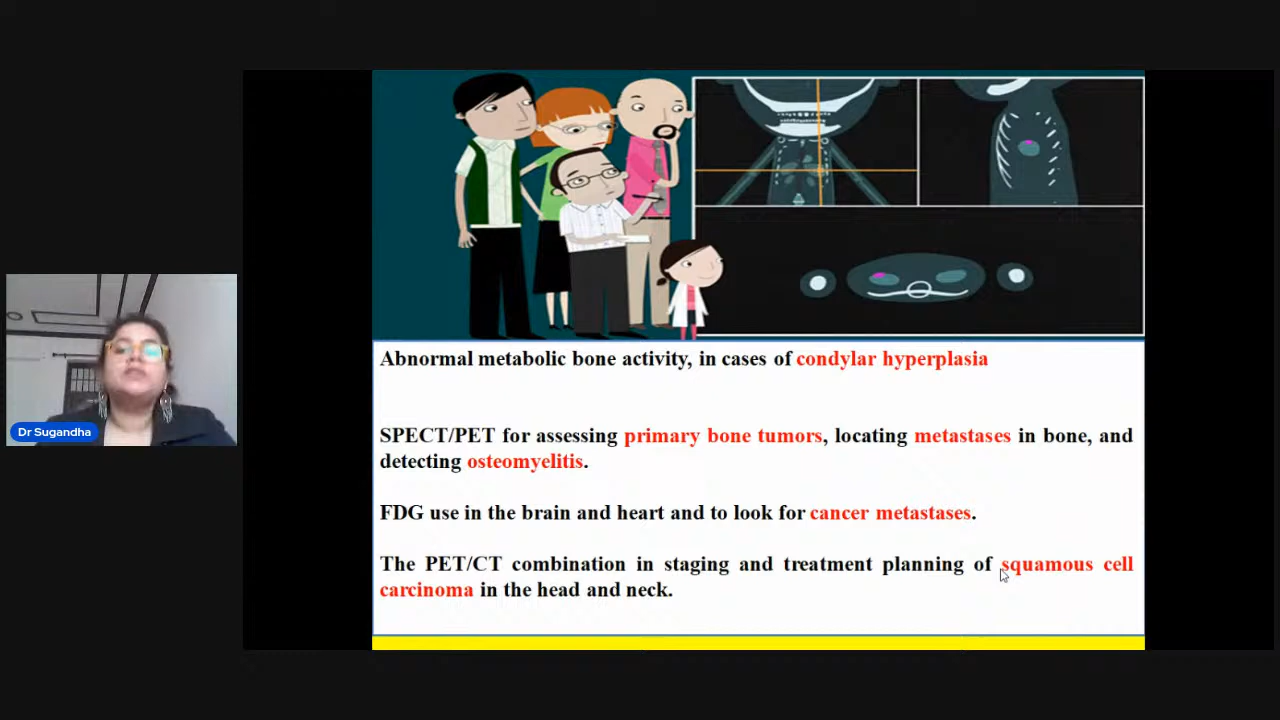 Abnormal metabolic bone activity, in cases of condylar hyperplasia
SPECT/PET for assessing primary bone tumors, locating metastases in bone, and
detecting osteomyelitis.
FDG use in the brain and heart and to look for cancer metastases.
The PET/CT combination in staging and treatment planning of squamous cell
carcinoma in the head and neck.
Dr Sugandha